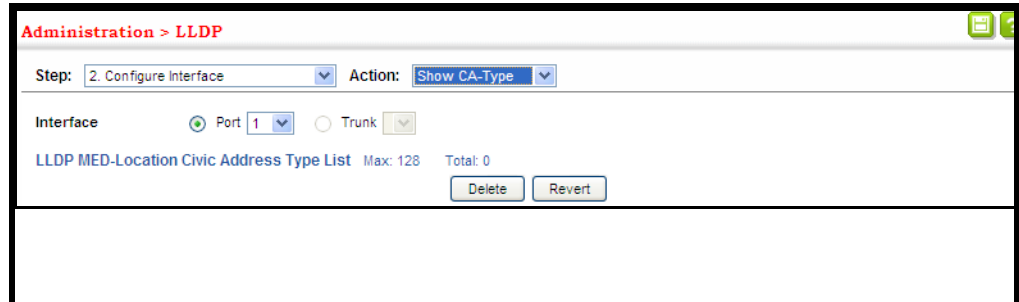 Administration > LLDP
?
Step: 2. Configure Interface Action: Show CA-Type
Interface Port 1 Trunk
LLDP MED-Location Civic Address Type List Max: 128 Total: 0
Delete Revert